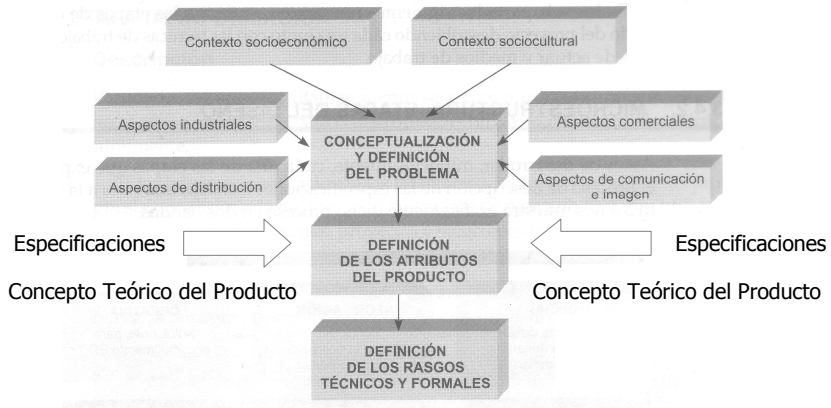 Contexto socioeconómico
Contexto sociocultural
Aspectos industriales
Aspectos comerciales
CONCEPTUALIZACIÓN
Y DEFINICIÓN
DEL PROBLEMA
Aspectos de distribución
Aspectos de comunicación
e imagen
Especificaciones
Especificaciones
DEFINICIÓN
DE LOS ATRIBUTOS
DEL PRODUCTO
Concepto Teórico del Producto
Concepto Teórico del Producto
DEFINICIÓN
DE LOS RASGOS
TÉCNICOS Y FORMALES